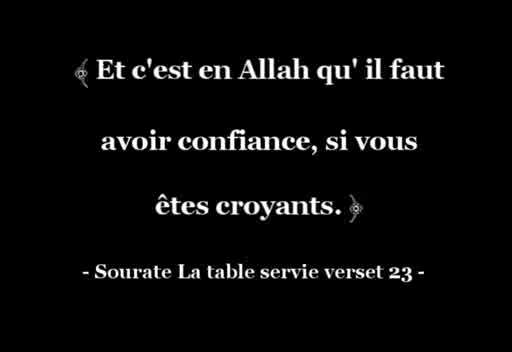 ﴾ Et c'est en Allah qu' il faut
avoir confiance, si vous
êtes croyants. ﴿
- Sourate La table servie verset 23 -